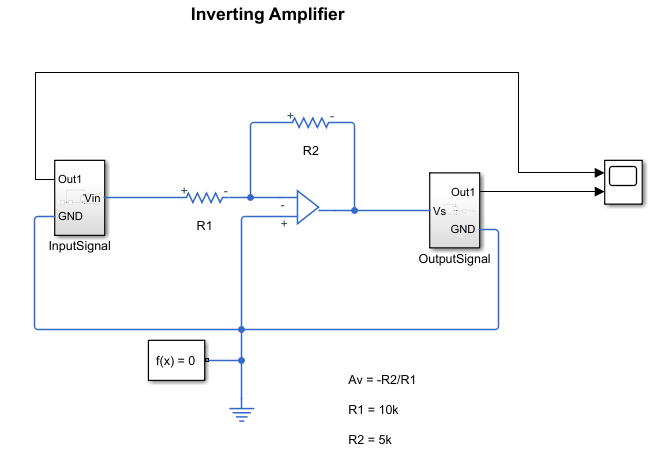 Inverting Amplifier
+ -
R2
Out1
Vin
GND
InputSignal
+ -
R1
-
+
Out1
Vs
GND
OutputSignal
f(x) = 0
Av = -R2/R1
R1 = 10k
R2 = 5k